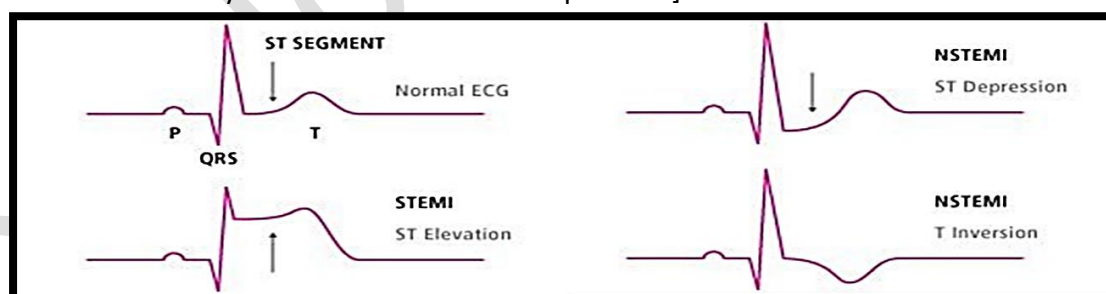 ST SEGMENT
Normal ECG
P
T
QRS
NSTEMI
ST Depression
STEMI
ST Elevation
NSTEMI
T Inversion